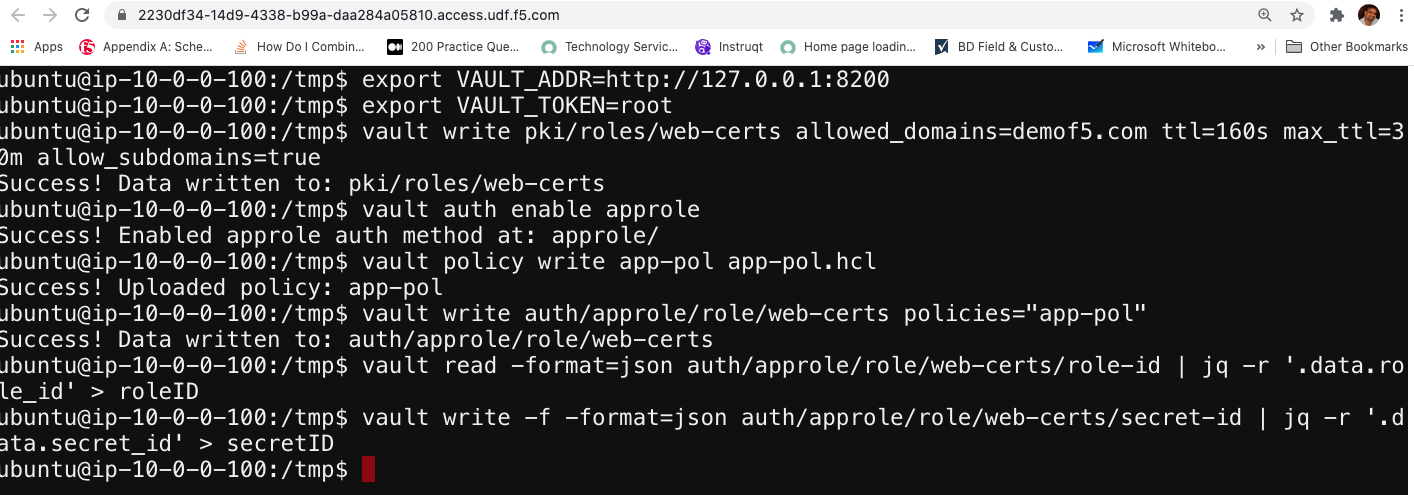 2230df34-14d9-4338-b99a-daa284a05810.access.udf.f5.com
Apps Appendix A: Sche... How Do I Combin... 200 Practice Que... Technology Servic... Instruqt Home page loadin... BD Field & Custo... Microsoft Whitebo... » Other Bookmarks
ubuntu@ip-10-0-0-100:/tmp$ export VAULT_ADDR=http://127.0.0.1:8200
ubuntu@ip-10-0-0-100:/tmp$ export VAULT_TOKEN=root
ubuntu@ip-10-0-0-100:/tmp$ vault write pki/roles/web-certs allowed_domains=demof5.com ttl=160s max_ttl=3
0m allow_subdomains=true
Success! Data written to: pki/roles/web-certs
ubuntu@ip-10-0-0-100:/tmp$ vault auth enable approle
Success! Enabled approle auth method at: approle/
ubuntu@ip-10-0-0-100:/tmp$ vault policy write app-pol app-pol.hcl
Success! Uploaded policy: app-pol
ubuntu@ip-10-0-0-100:/tmp$ vault write auth/approle/role/web-certs policies="app-pol"
Success! Data written to: auth/approle/role/web-certs
ubuntu@ip-10-0-0-100:/tmp$ vault read -format=json auth/approle/role/web-certs/role-id | jq -r '.data.ro
le_id' > roleID
ubuntu@ip-10-0-0-100:/tmp$ vault write -f -format=json auth/approle/role/web-certs/secret-id | jq -r '.d
ata.secret_id' > secretID
ubuntu@ip-10-0-0-100:/tmp$